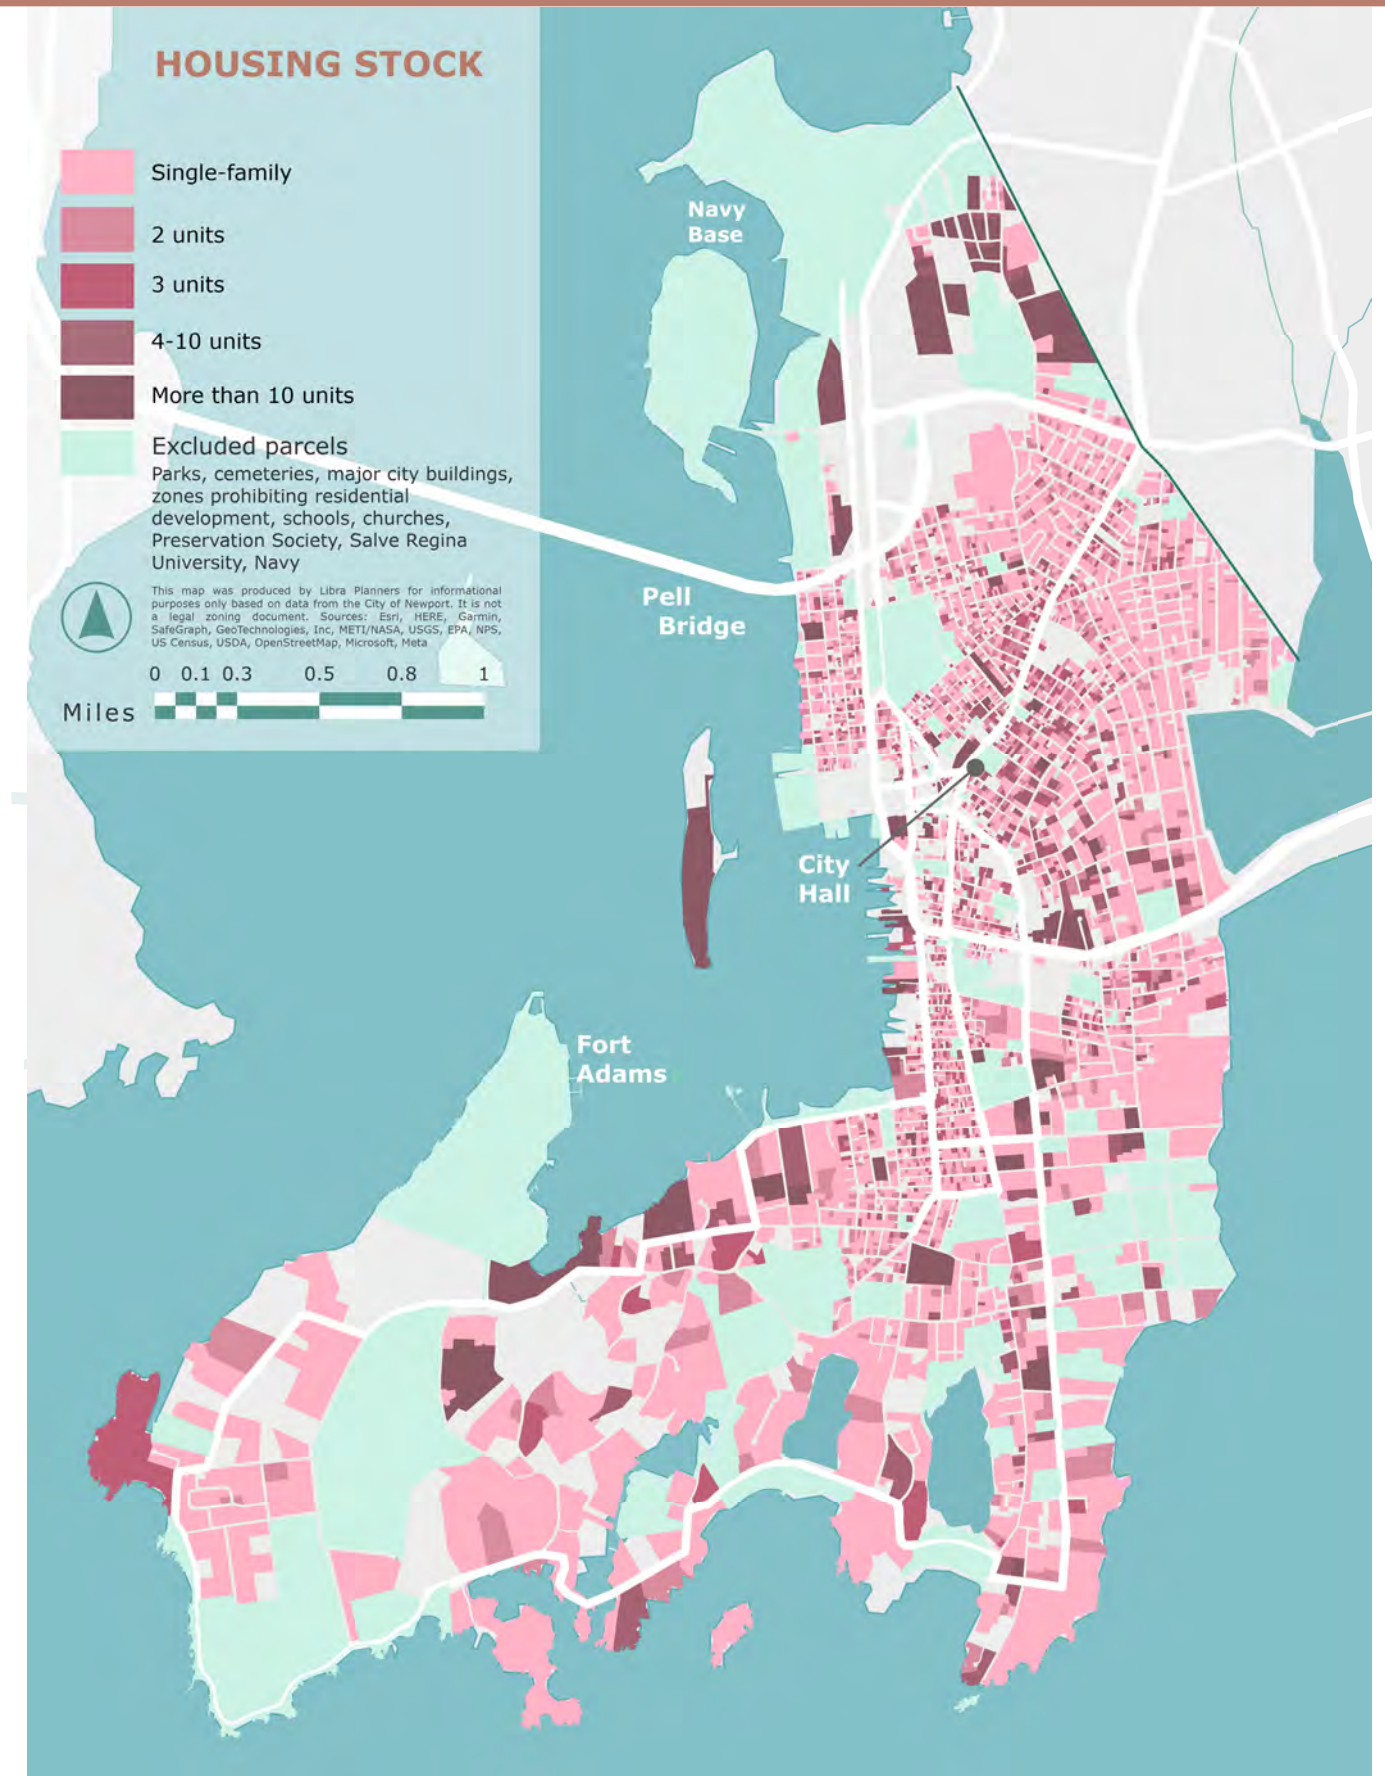 HOUSING STOCK
Single-family
2 units
3 units
4-10 units
More than 10 units
Excluded parcels
Parks, cemeteries, major city buildings,
zones prohibiting residential
development, schools, churches,
Preservation Society, Salve Regina
University, Navy
This map was produced by Libra Planners for informational
purposes only based on data from the City of Newport. It is not
a legal zoning document. Sources: Esri, HERE, Garmin,
SafeGraph, GeoTechnologies, Inc, METI/NASA, USGS, EPA, NPS,
US Census, USDA, OpenStreetMap, Microsoft, Meta
0 0.1 0.3 0.5 0.8 1
Miles
Navy
Base
Pell
Bridge
City
Hall
Fort
Adams